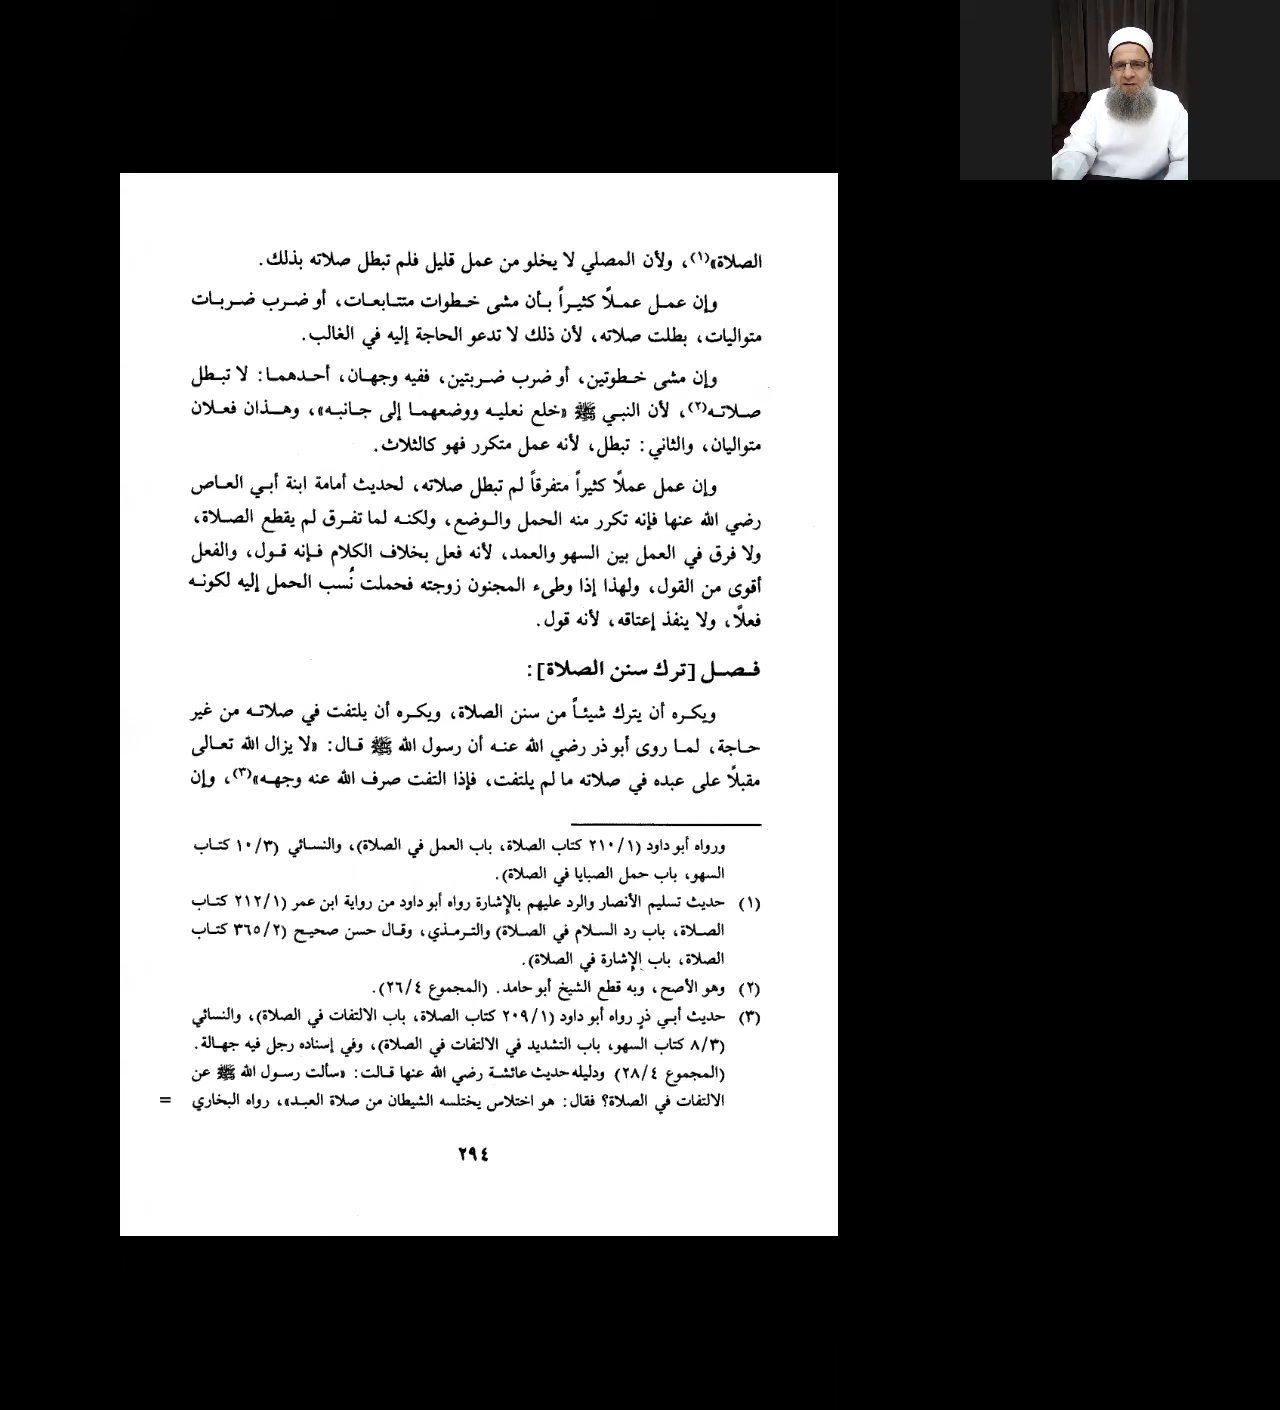 الصلاة»(١)، ولأن المصلي لا يخلو من عمل قليل فلم تبطل صلاته بذلك.
وإن عمل عملًا كثيراً بأن مشى خطوات متتابعات، أو ضرب ضربات
متواليات، بطلت صلاته، لأن ذلك لا تدعو الحاجة إليه في الغالب.
وإن مشى خطوتين، أو ضرب ضربتين، ففيه وجهان، أحدهما: لا تبطل
صلاته(٢)، لأن النبي ﷺ «خلع نعليه ووضعهما إلى جانبه»، وهذان فعلان
متواليان، والثاني: تبطل، لأنه عمل متكرر فهو كالثلاث.
وإن عمل عملًا كثيراً متفرقاً لم تبطل صلاته، لحديث أمامة ابنة أبي العاص
رضي الله عنها فإنه تكرر منه الحمل والوضع، ولكنه لما تفرق لم يقطع الصلاة،
ولا فرق في العمل بين السهو والعمد، لأنه فعل بخلاف الكلام فإنه قول، والفعل
أقوى من القول، ولهذا إذا وطىء المجنون زوجته فحملت نُسب الحمل إليه لكونه
فعلًا، ولا ينفذ إعتاقه، لأنه قول.
فصل [ترك سنن الصلاة]:
ويكره أن يترك شيئاً من سنن الصلاة، ويكره أن يلتفت في صلاته من غير
حاجة، لما روى أبو ذر رضي الله عنه أن رسول الله ﷺ قال: «لا يزال الله تعالى
مقبلًا على عبده في صلاته ما لم يلتفت، فإذا التفت صرف الله عنه وجهه»(٣)، وإن
ورواه أبو داود (٢١٠/١ كتاب الصلاة، باب العمل في الصلاة)، والنسائي (١٠/٣ كتاب
السهو، باب حمل الصبايا في الصلاة).
(١) حديث تسليم الأنصار والرد عليهم بالإشارة رواه أبو داود من رواية ابن عمر (٢١٢/١ كتاب
الصلاة، باب رد السلام في الصلاة) والترمذي، وقال حسن صحيح (٣٦٥/٢ كتاب
الصلاة، باب الإشارة في الصلاة).
(٢) وهو الأصح، وبه قطع الشيخ أبو حامد. (المجموع ٢٦/٤).
(٣) حديث أبي ذرٍ رواه أبو داود (٢٠٩/١ كتاب الصلاة، باب الالتفات في الصلاة)، والنسائي
(٨/٣ كتاب السهو، باب التشديد في الالتفات في الصلاة)، وفي إسناده رجل فيه جهالة.
(المجموع ٢٨/٤) ودليله حديث عائشة رضي الله عنها قالت: «سألت رسول الله ﷺ عن
الالتفات في الصلاة؟ فقال: هو اختلاس يختلسه الشيطان من صلاة العبد»، رواه البخاري =
٢٩٤